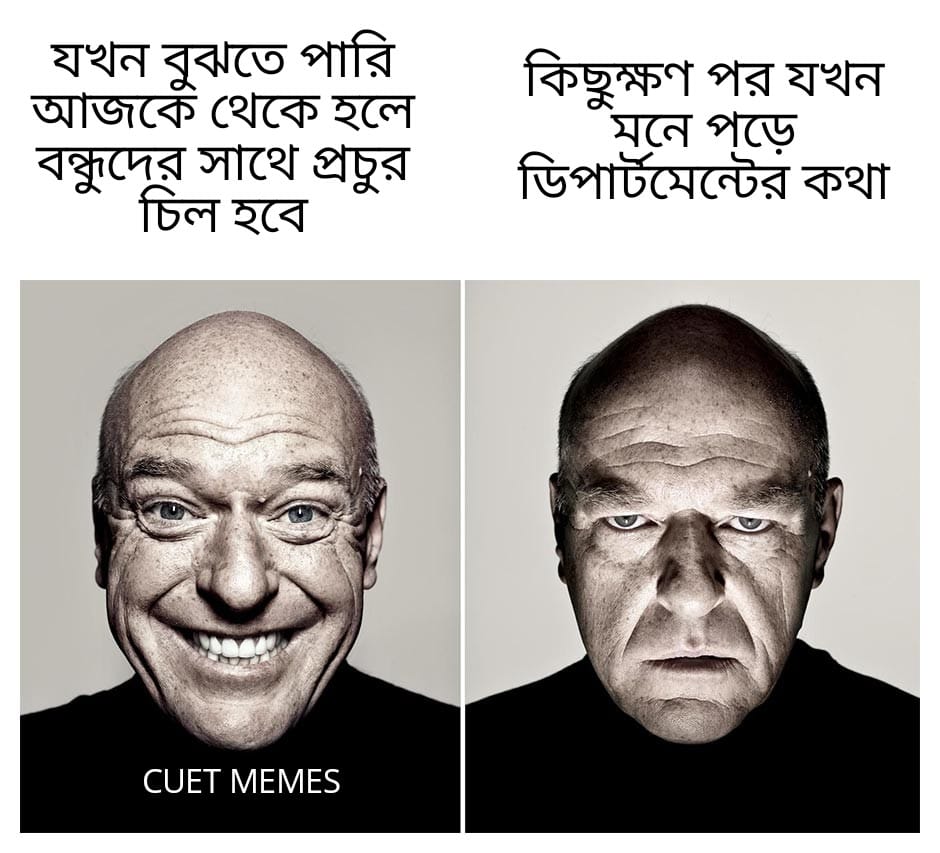 যখন বুঝতে পারি
আজকে থেকে হলে
বন্ধুদের সাথে প্রচুর
চিল হবে
কিছুক্ষণ পর যখন
মনে পড়ে
ডিপার্টমেন্টের কথা
CUET MEMES